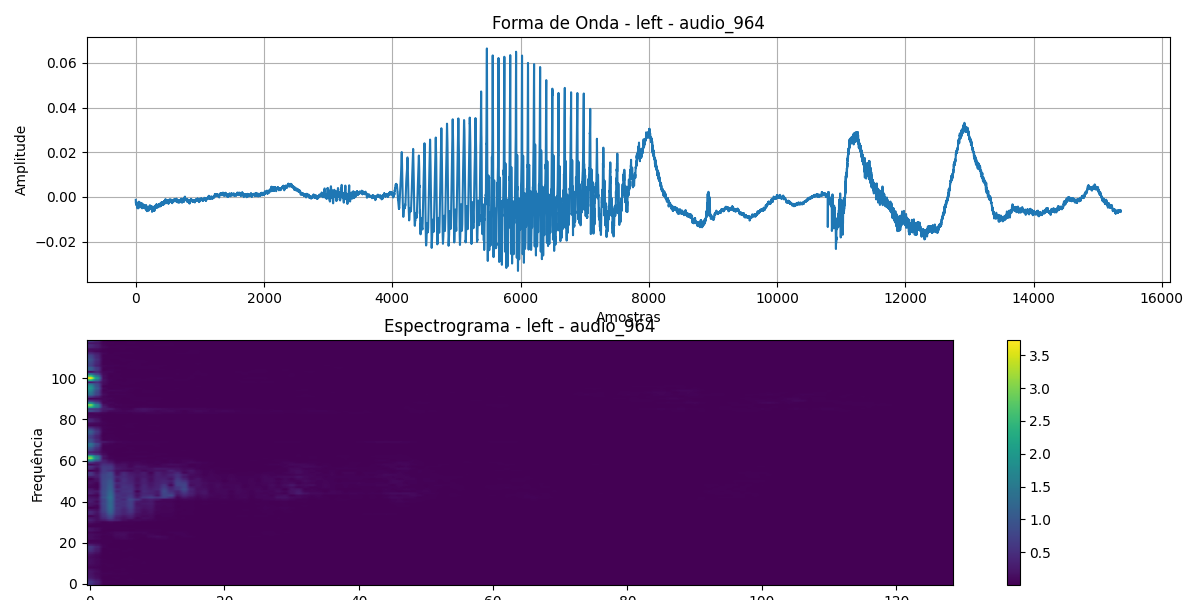 Forma de Onda - left - audio_964
Amplitude
0.06
0.04
0.02
0.00
−0.02
0 2000 4000 6000 8000 10000 12000 14000 16000
Amostras
Espectrograma - left - audio_964
Frequência
100
80
60
40
20
0
0 20 40 60 80 100 120
3.5
3.0
2.5
2.0
1.5
1.0
0.5